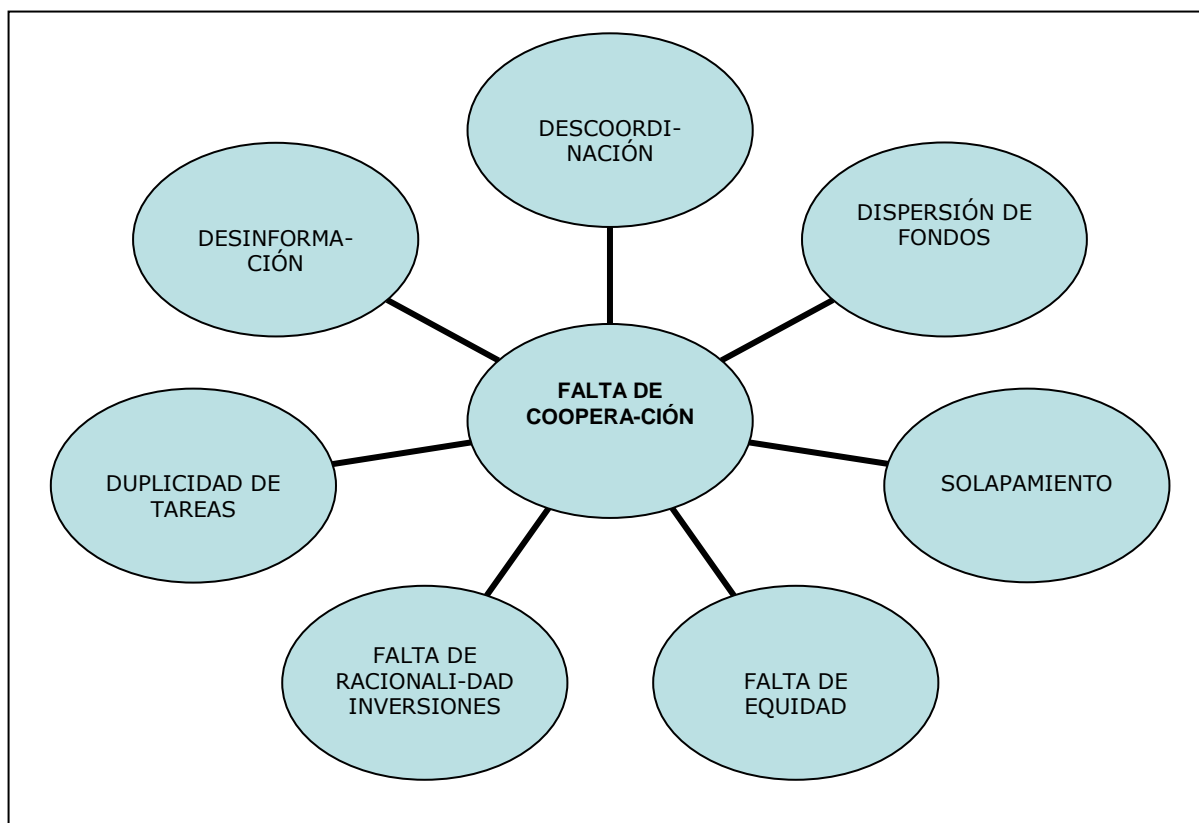 DESCOORDI-
NACIÓN
DISPERSIÓN DE
FONDOS
DESINFORMA-
CIÓN
FALTA DE
COOPERA-CIÓN
DUPLICIDAD DE
TAREAS
SOLAPAMIENTO
FALTA DE
RACIONALI-DAD
INVERSIONES
FALTA DE
EQUIDAD